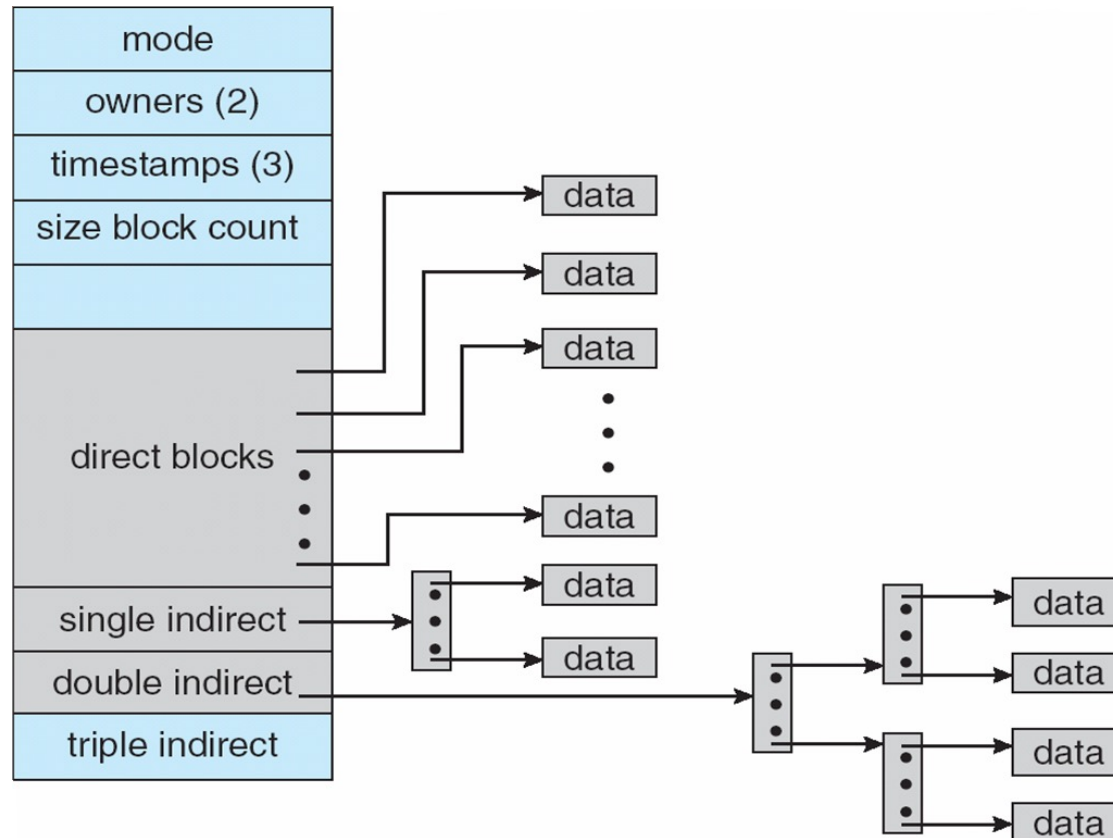 mode
owners (2)
timestamps (3)
size block count
direct blocks
single indirect
double indirect
triple indirect
data
data
data
data
data
data
data
data
data
data